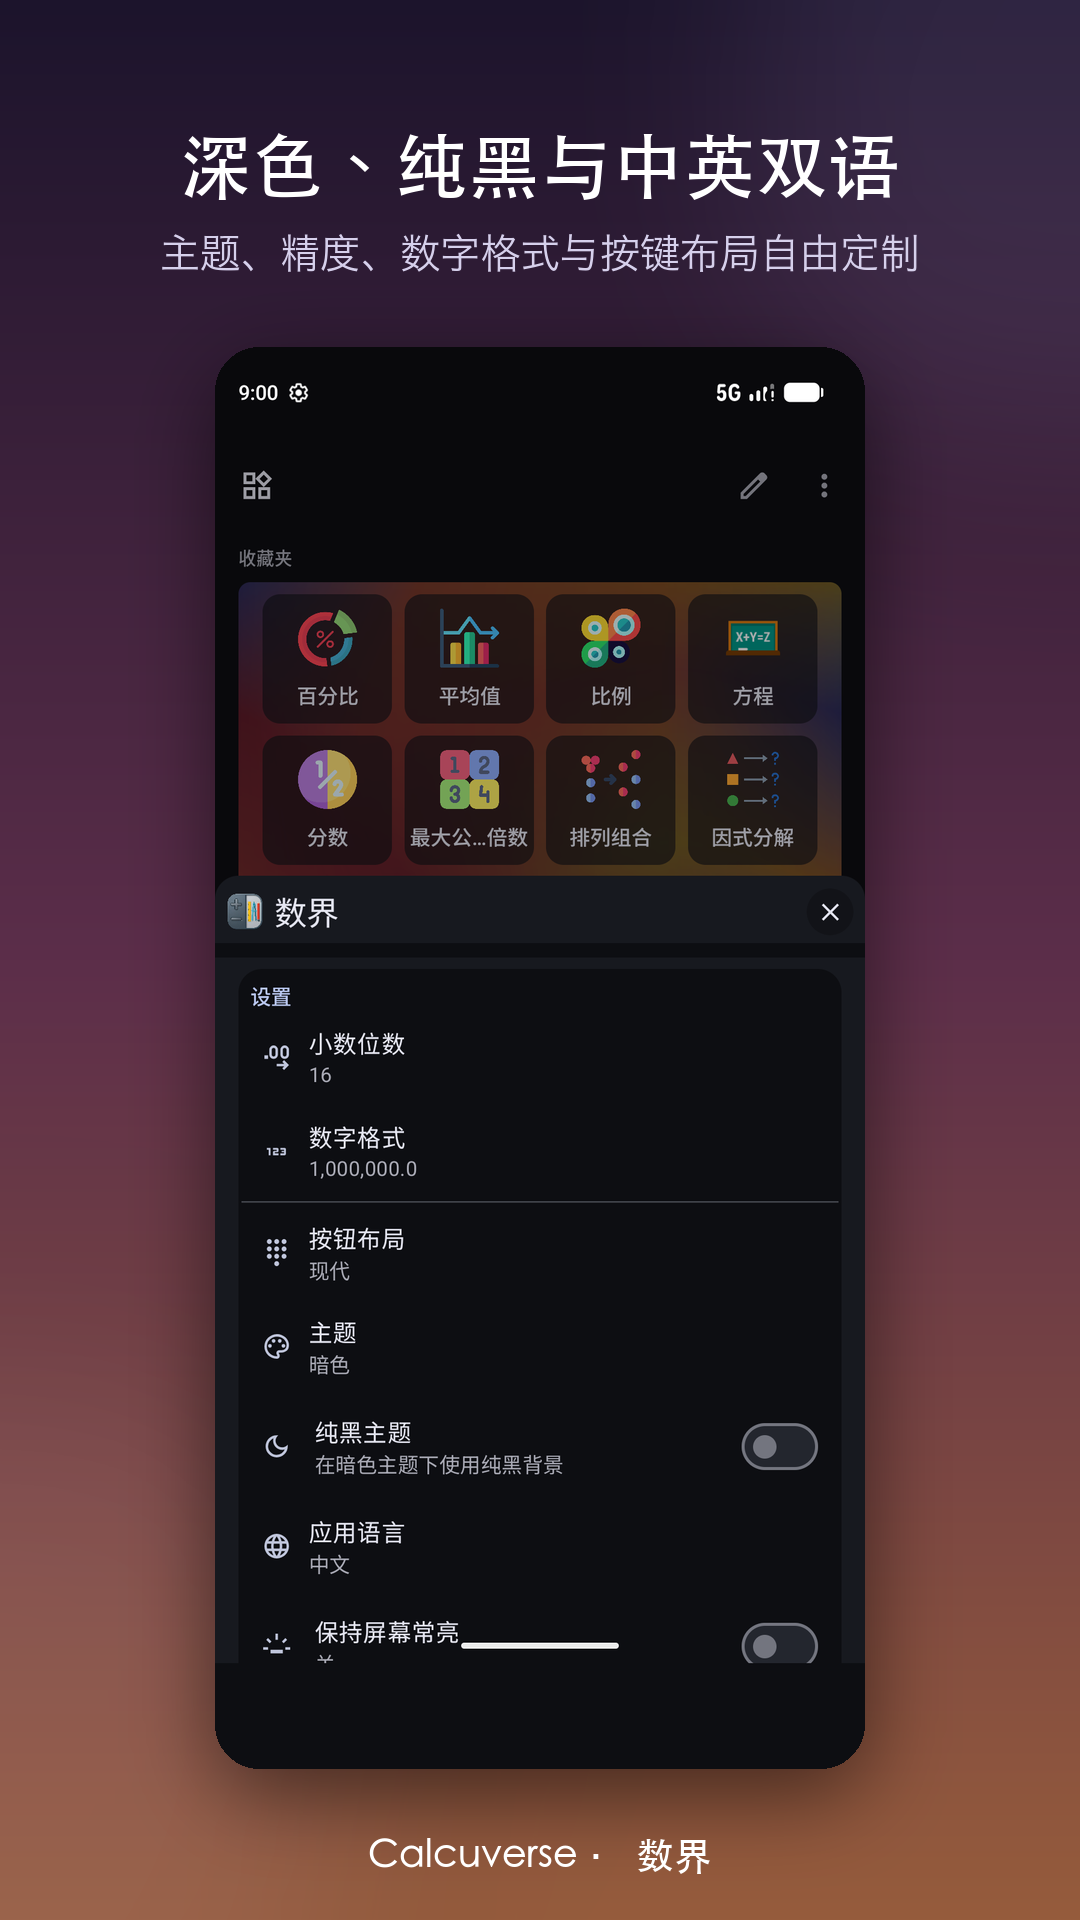 深色、纯黑与中英双语
主题、精度、数字格式与按键布局自由定制
9:00
5G
收藏夹
%
X+Y=Z
百分比
平均值
比例
方程
1/2
1 2
3 4
? 
?
?
分数
最大公...倍数
排列组合
因式分解
数界
设置
.00
小数位数
16
123
数字格式
1,000,000.0
按钮布局
现代
主题
暗色
纯黑主题
在暗色主题下使用纯黑背景
应用语言
中文
保持屏幕常亮
Calcuverse · 数界